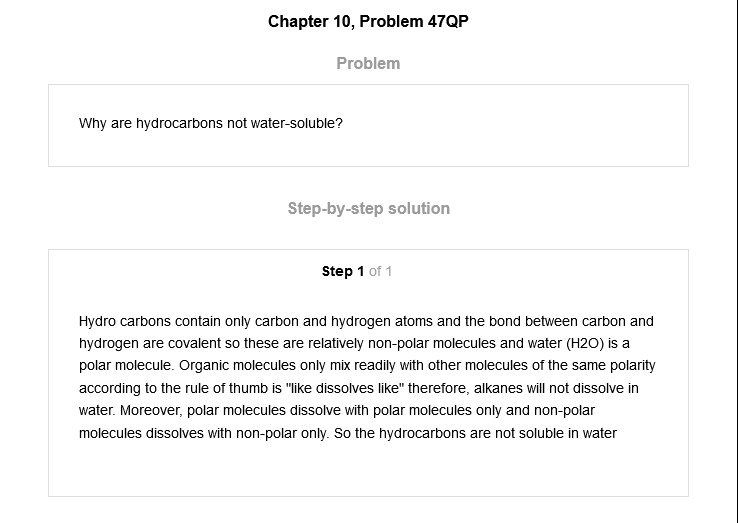 Chapter 10, Problem 47QP
Problem
Why are hydrocarbons not water-soluble?
Step-by-step solution
Step 1 of 1
Hydro carbons contain only carbon and hydrogen atoms and the bond between carbon and
hydrogen are covalent so these are relatively non-polar molecules and water (H2O) is a
polar molecule. Organic molecules only mix readily with other molecules of the same polarity
according to the rule of thumb is "like dissolves like" therefore, alkanes will not dissolve in
water. Moreover, polar molecules dissolve with polar molecules only and non-polar
molecules dissolves with non-polar only. So the hydrocarbons are not soluble in water